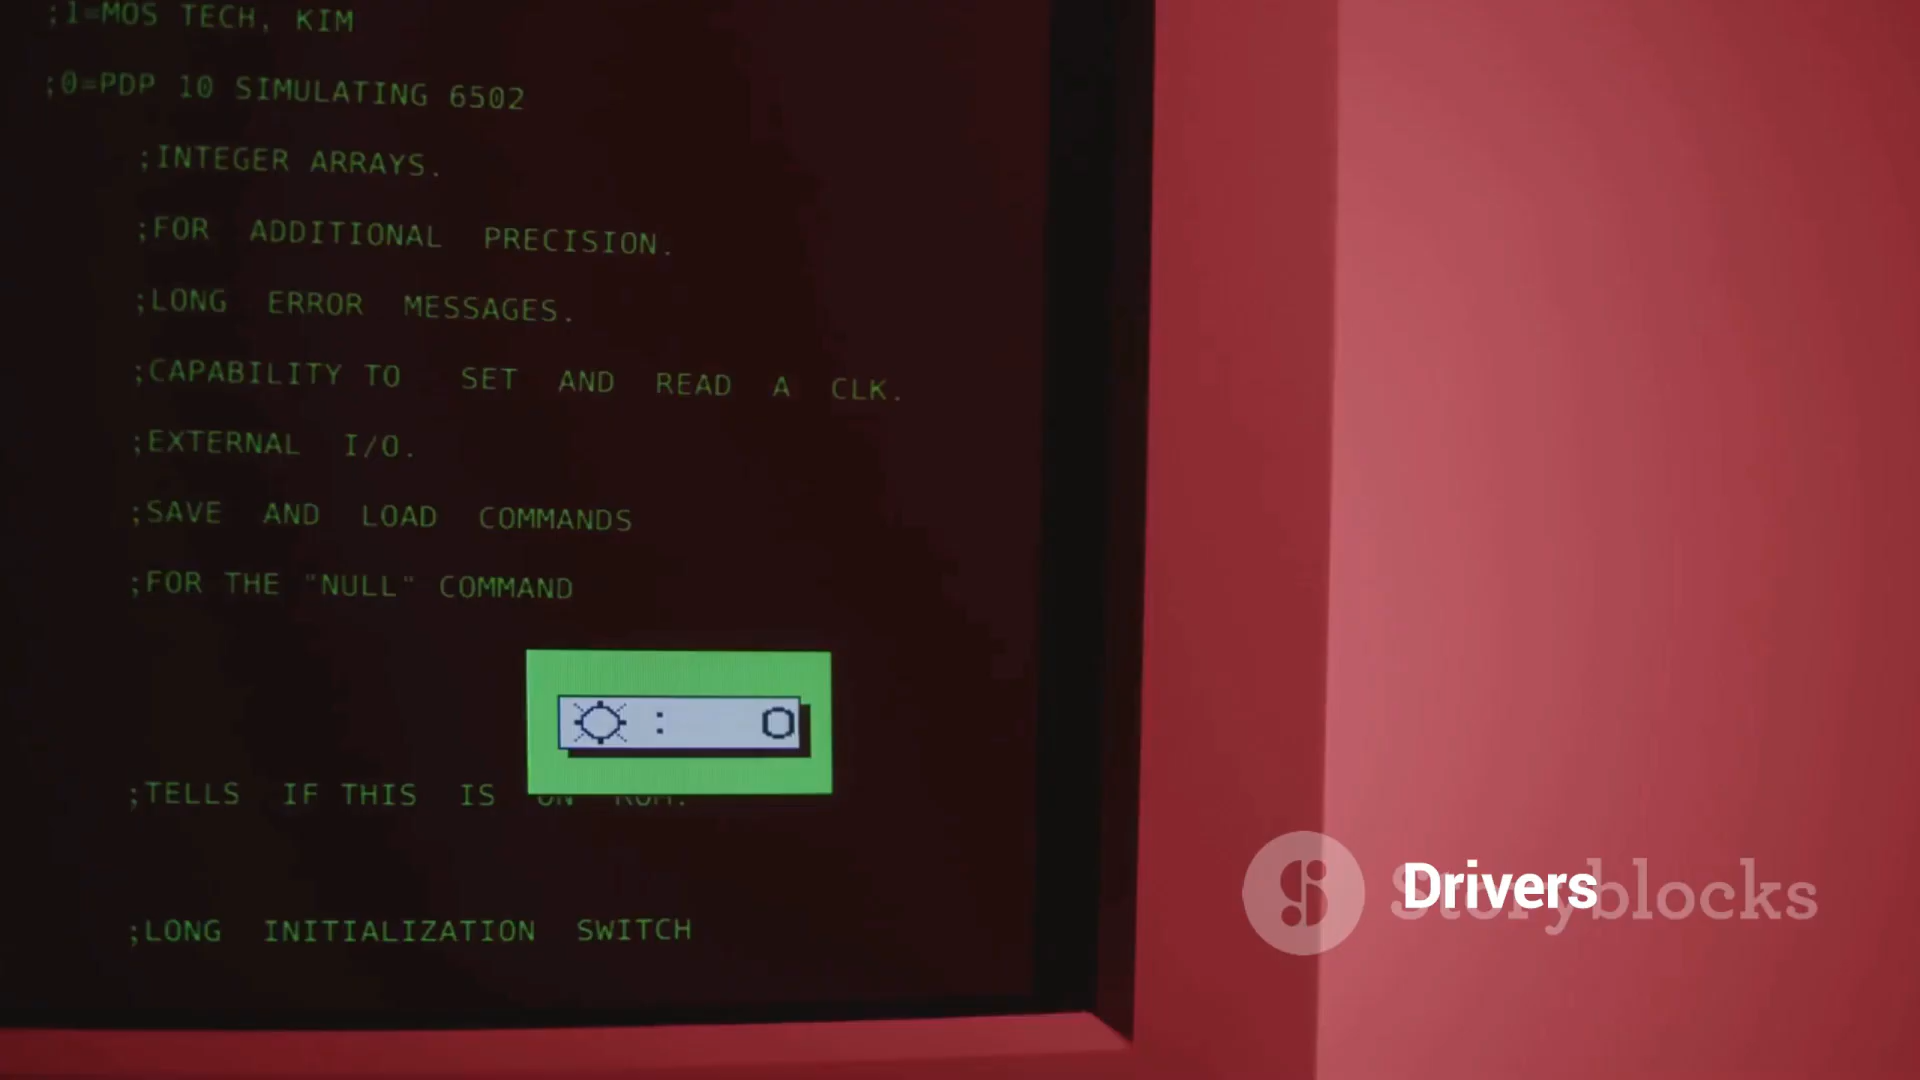 ;1=MOS TECH, KIM
;0=PDP 10 SIMULATING 6502
;INTEGER ARRAYS.
;FOR ADDITIONAL PRECISION.
;LONG ERROR MESSAGES.
;CAPABILITY TO SET AND READ A CLK.
;EXTERNAL I/O.
;SAVE AND LOAD COMMANDS
;FOR THE "NULL" COMMAND
: O
;TELLS IF THIS IS ON ROM.
;LONG INITIALIZATION SWITCH
Drivers
Storyblocks